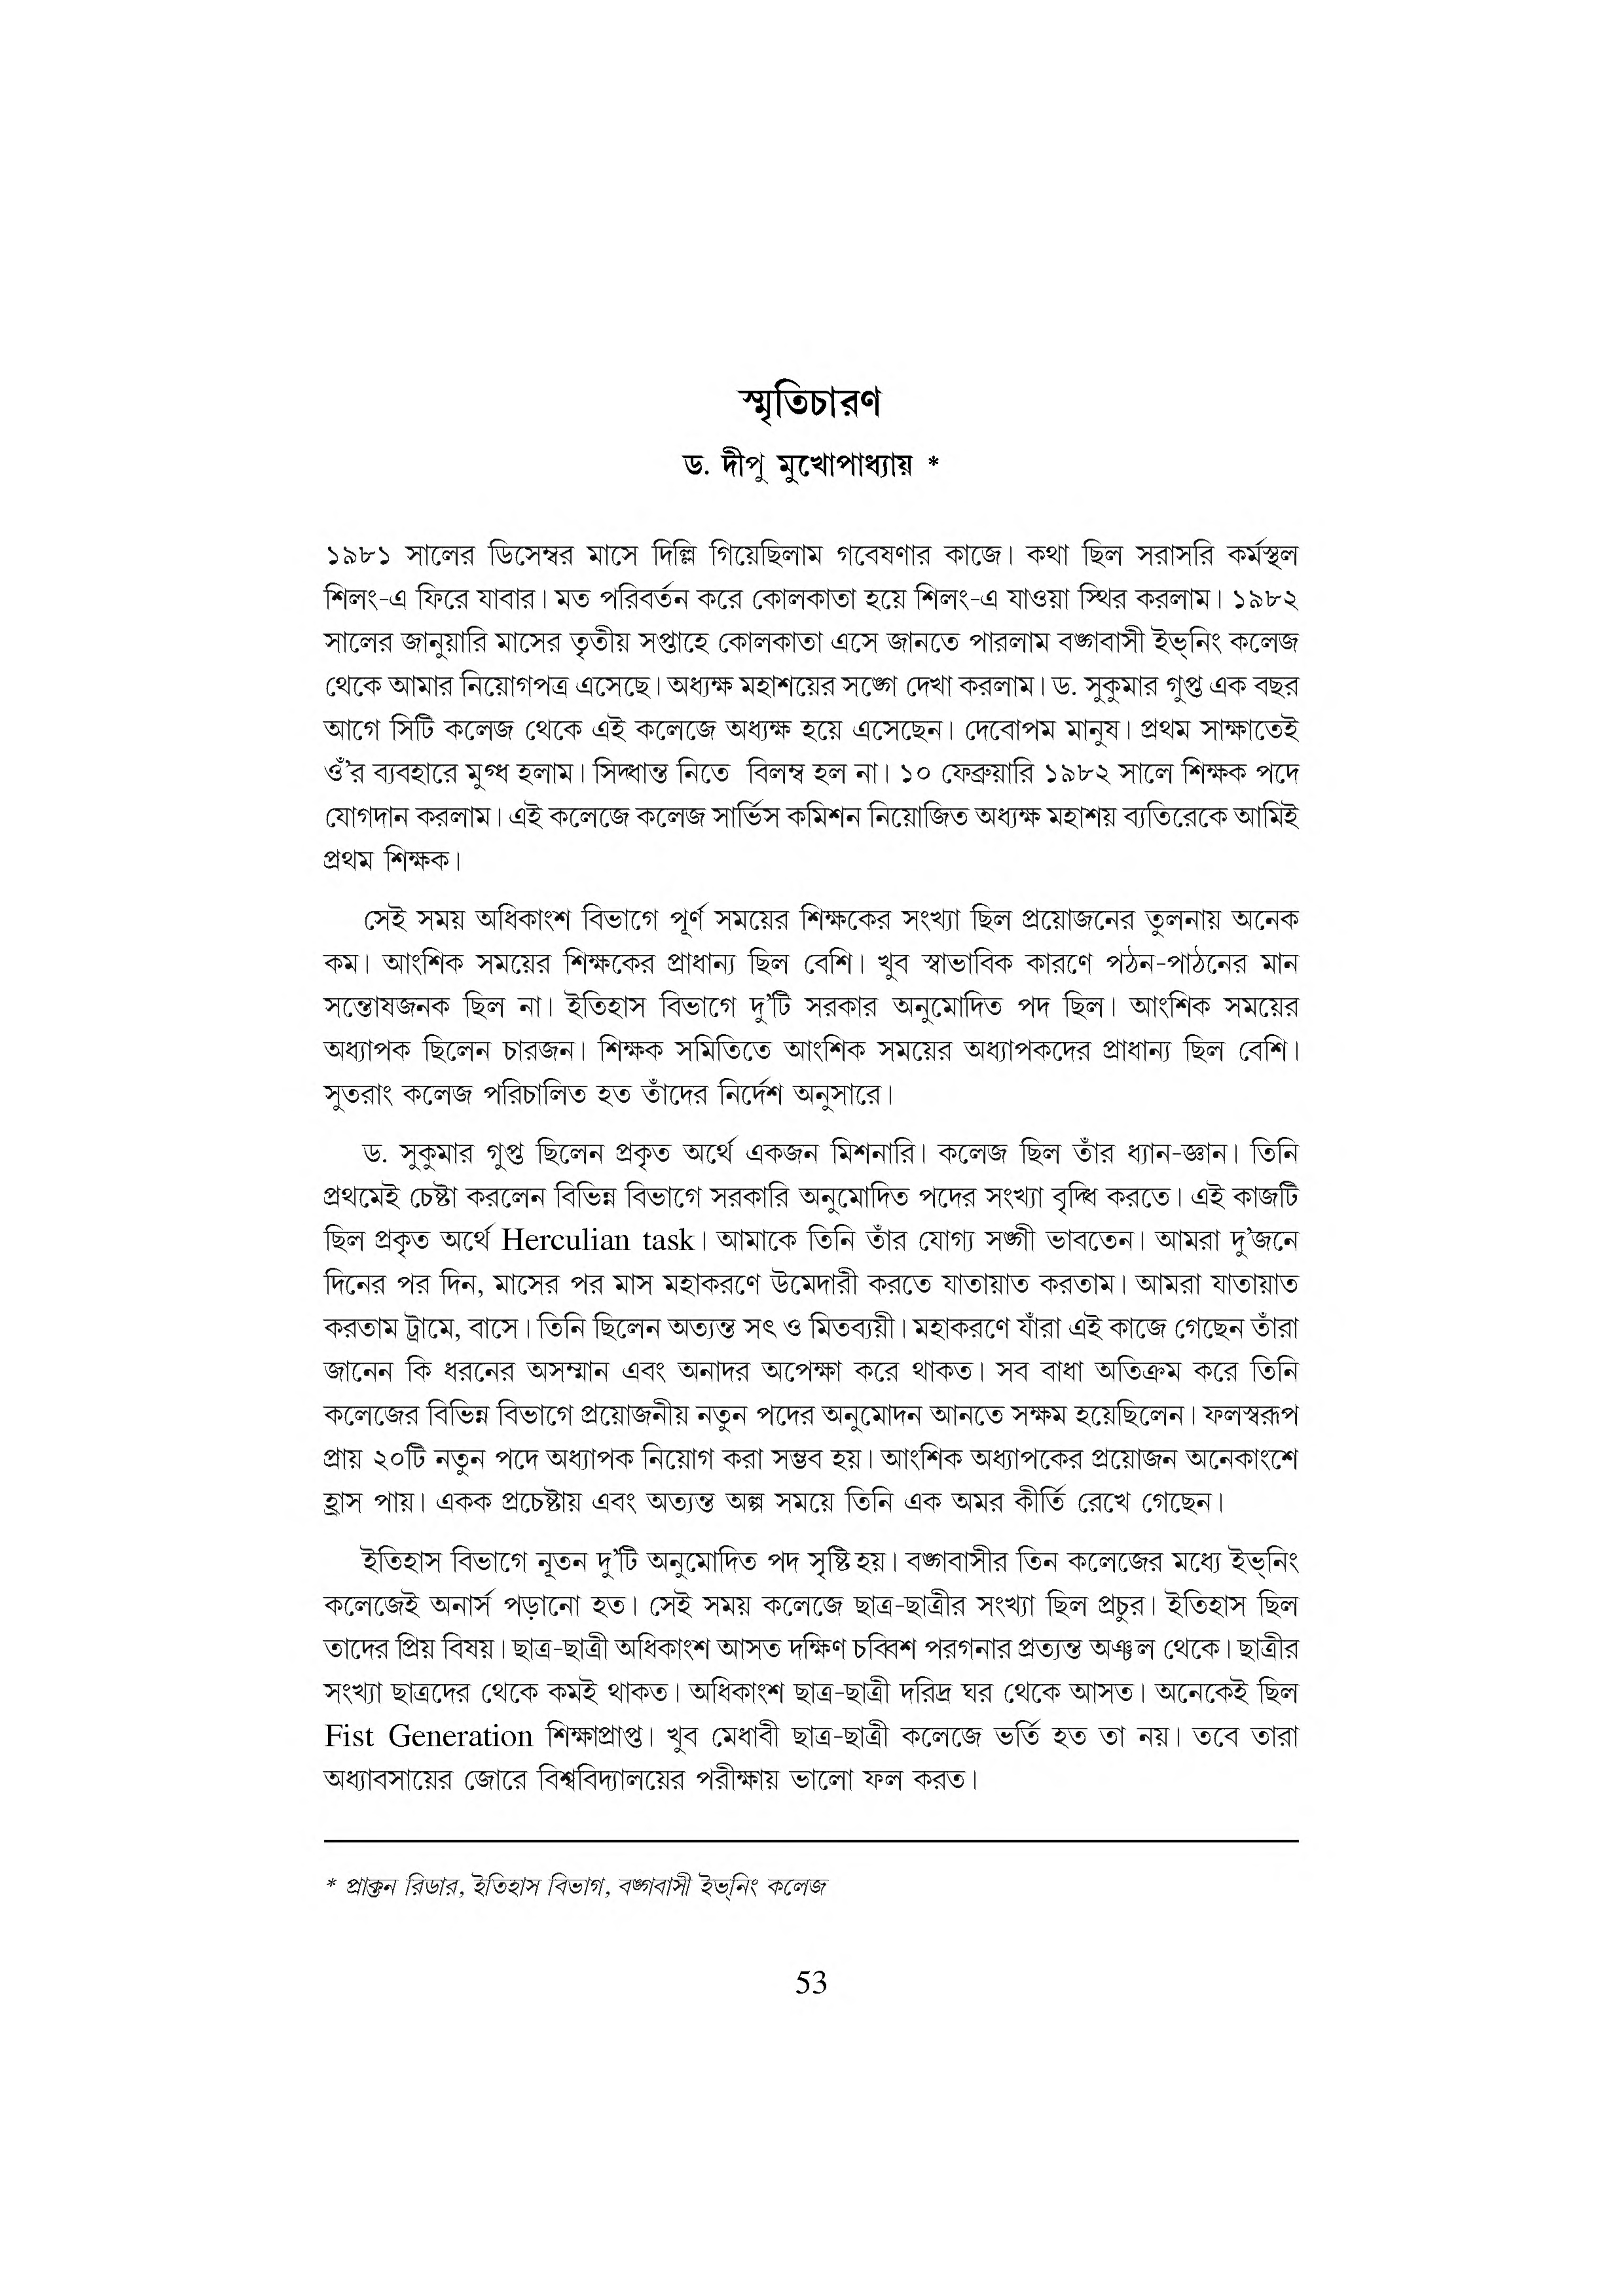 স্মৃতিচারণ
ড. দীপু মুখোপাধ্যায় *
১৯৮১ সালের ডিসেম্বর মাসে দিল্লি গিয়েছিলাম গবেষণার কাজে। কথা ছিল সরাসরি কর্মস্থল
শিলং-এ ফিরে যাবার। মত পরিবর্তন করে কোলকাতা হয়ে শিলং-এ যাওয়া স্থির করলাম। ১৯৮২
সালের জানুয়ারি মাসের তৃতীয় সপ্তাহে কোলকাতা এসে জানতে পারলাম বঙ্গবাসী ইভ্‌নিং কলেজ
থেকে আমার নিয়োগপত্র এসেছে। অধ্যক্ষ মহাশয়ের সঙ্গে দেখা করলাম। ড. সুকুমার গুপ্ত এক বছর
আগে সিটি কলেজ থেকে এই কলেজে অধ্যক্ষ হয়ে এসেছেন। দেবোপম মানুষ। প্রথম সাক্ষাতেই
ওঁ’র ব্যবহারে মুগ্ধ হলাম। সিদ্ধান্ত নিতে বিলম্ব হল না। ১০ ফেব্রুয়ারি ১৯৮২ সালে শিক্ষক পদে
যোগদান করলাম। এই কলেজে কলেজ সার্ভিস কমিশন নিয়োজিত অধ্যক্ষ মহাশয় ব্যতিরেকে আমিই
প্রথম শিক্ষক।
সেই সময় অধিকাংশ বিভাগে পূর্ণ সময়ের শিক্ষকের সংখ্যা ছিল প্রয়োজনের তুলনায় অনেক
কম। আংশিক সময়ের শিক্ষকের প্রাধান্য ছিল বেশি। খুব স্বাভাবিক কারণে পঠন-পাঠনের মান
সন্তোষজনক ছিল না। ইতিহাস বিভাগে দু’টি সরকার অনুমোদিত পদ ছিল। আংশিক সময়ের
অধ্যাপক ছিলেন চারজন। শিক্ষক সমিতিতে আংশিক সময়ের অধ্যাপকদের প্রাধান্য ছিল বেশি।
সুতরাং কলেজ পরিচালিত হত তাঁদের নির্দেশ অনুসারে।
ড. সুকুমার গুপ্ত ছিলেন প্রকৃত অর্থে একজন মিশনারি। কলেজ ছিল তাঁর ধ্যান-জ্ঞান। তিনি
প্রথমেই চেষ্টা করলেন বিভিন্ন বিভাগে সরকারি অনুমোদিত পদের সংখ্যা বৃদ্ধি করতে। এই কাজটি
ছিল প্রকৃত অর্থে Herculian task। আমাকে তিনি তাঁর যোগ্য সঙ্গী ভাবতেন। আমরা দু’জনে
দিনের পর দিন, মাসের পর মাস মহাকরণে উমেদারী করতে যাতায়াত করতাম। আমরা যাতায়াত
করতাম ট্রামে, বাসে। তিনি ছিলেন অত্যন্ত সৎ ও মিতব্যয়ী। মহাকরণে যাঁরা এই কাজে গেছেন তাঁরা
জানেন কি ধরনের অসম্মান এবং অনাদর অপেক্ষা করে থাকত। সব বাধা অতিক্রম করে তিনি
কলেজের বিভিন্ন বিভাগে প্রয়োজনীয় নতুন পদের অনুমোদন আনতে সক্ষম হয়েছিলেন। ফলস্বরূপ
প্রায় ২০টি নতুন পদে অধ্যাপক নিয়োগ করা সম্ভব হয়। আংশিক অধ্যাপকের প্রয়োজন অনেকাংশে
হ্রাস পায়। একক প্রচেষ্টায় এবং অত্যন্ত অল্প সময়ে তিনি এক অমর কীর্তি রেখে গেছেন।
ইতিহাস বিভাগে নূতন দু’টি অনুমোদিত পদ সৃষ্টি হয়। বঙ্গবাসীর তিন কলেজের মধ্যে ইভ্‌নিং
কলেজেই অনার্স পড়ানো হত। সেই সময় কলেজে ছাত্র-ছাত্রীর সংখ্যা ছিল প্রচুর। ইতিহাস ছিল
তাদের প্রিয় বিষয়। ছাত্র-ছাত্রী অধিকাংশ আসত দক্ষিণ চব্বিশ পরগনার প্রত্যন্ত অঞ্চল থেকে। ছাত্রীর
সংখ্যা ছাত্রদের থেকে কমই থাকত। অধিকাংশ ছাত্র-ছাত্রী দরিদ্র ঘর থেকে আসত। অনেকেই ছিল
Fist Generation শিক্ষাপ্রাপ্ত। খুব মেধাবী ছাত্র-ছাত্রী কলেজে ভর্তি হত তা নয়। তবে তারা
অধ্যাবসায়ের জোরে বিশ্ববিদ্যালয়ের পরীক্ষায় ভালো ফল করত।
* প্রাক্তন রিডার, ইতিহাস বিভাগ, বঙ্গবাসী ইভ্‌নিং কলেজ
53